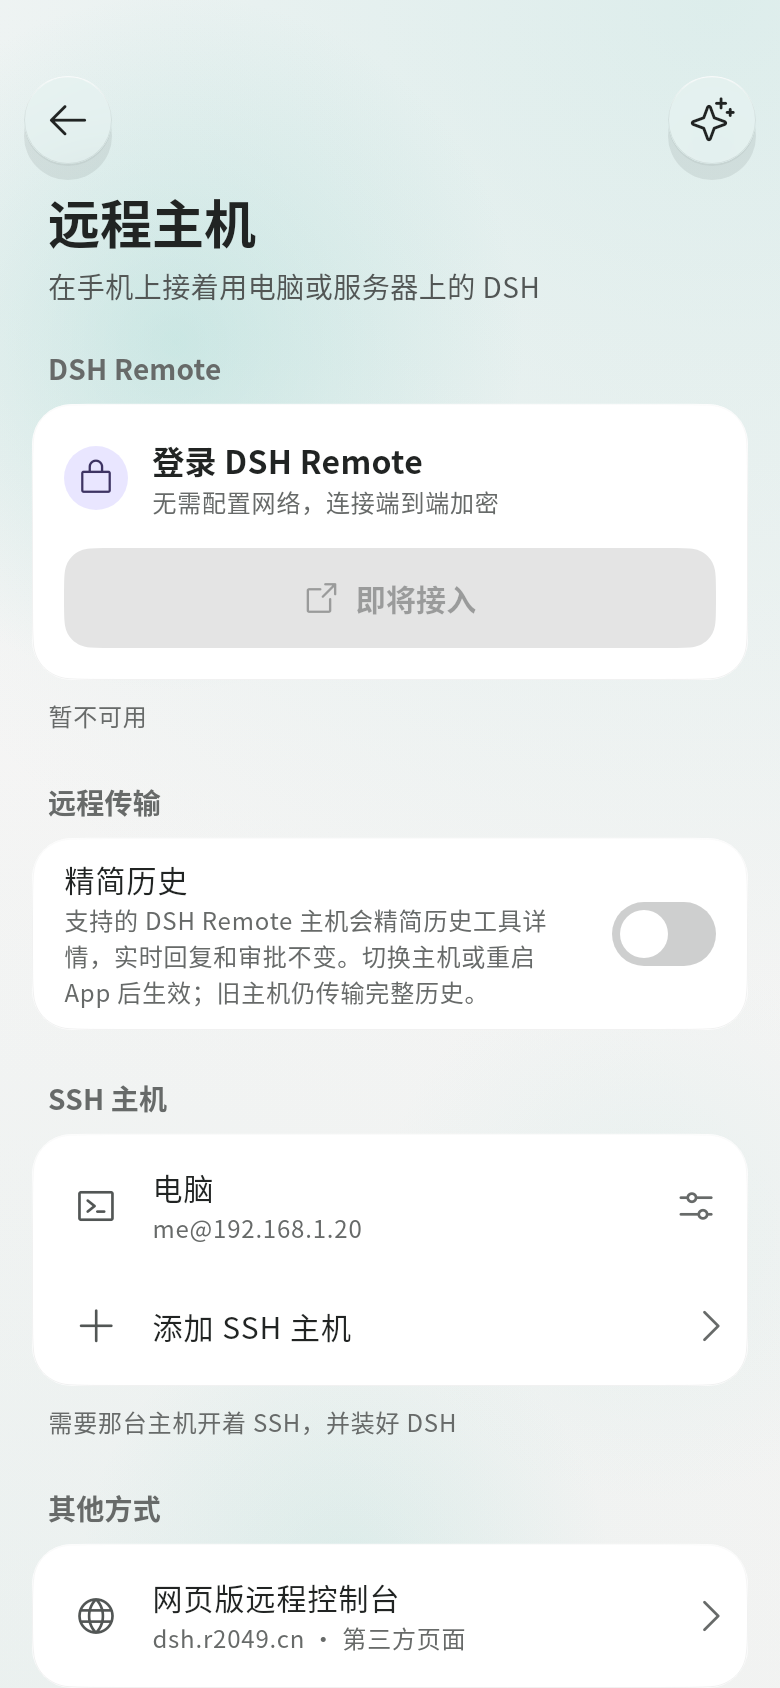 远程主机
在手机上接着用电脑或服务器上的 DSH
DSH Remote
登录 DSH Remote
无需配置网络，连接端到端加密
即将接入
暂不可用
远程传输
精简历史
支持的 DSH Remote 主机会精简历史工具详
情，实时回复和审批不变。切换主机或重启
App 后生效；旧主机仍传输完整历史。
SSH 主机
电脑
me@192.168.1.20
添加 SSH 主机
需要那台主机开着 SSH，并装好 DSH
其他方式
网页版远程控制台
dsh.r2049.cn · 第三方页面